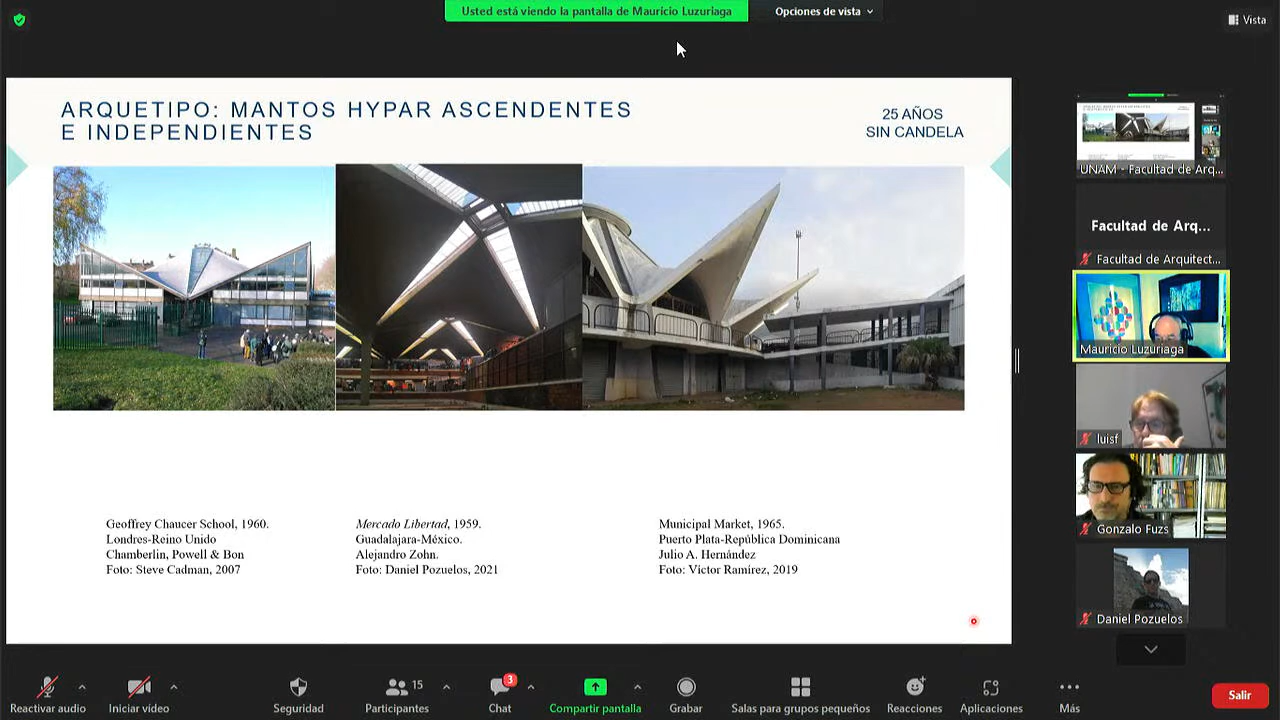 Usted está viendo la pantalla de Mauricio Luzuriaga
Opciones de vista
Vista
ARQUETIPO: MANTOS HYPAR ASCENDENTES
E INDEPENDIENTES
25 AÑOS
SIN CANDELA
Geoffrey Chaucer School, 1960.
Londres-Reino Unido
Chamberlin, Powell & Bon
Foto: Steve Cadman, 2007
Mercado Libertad, 1959.
Guadalajara-México.
Alejandro Zohn.
Foto: Daniel Pozuelos, 2021
Municipal Market, 1965.
Puerto Plata-República Dominicana
Julio A. Hernández
Foto: Victor Ramírez, 2019
UNAM - Facultad de Arq...
Facultad de Arq...
Facultad de Arquitect...
Mauricio Luzuriaga
luisf
Gonzalo Fuzs
Daniel Pozuelos
Reactivar audio
Iniciar vídeo
Seguridad
15
Participantes
3
Chat
Compartir pantalla
Grabar
Salas para grupos pequeños
Reacciones
Aplicaciones
Más
Salir